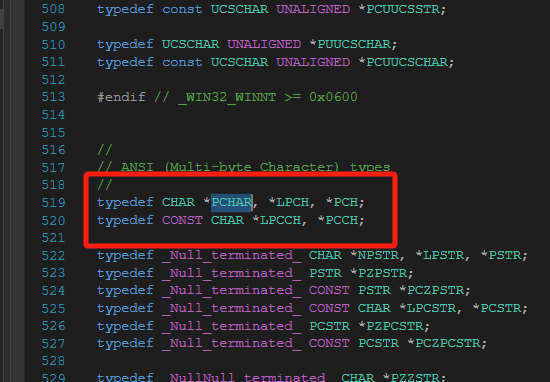 508 typedef const UCSCHAR UNALIGNED *PCUUCSSTR;
509
510 typedef UCSCHAR UNALIGNED *PUUCSCHAR;
511 typedef const UCSCHAR UNALIGNED *PCUUCSCHAR;
512
513 #endif // _WIN32_WINNT >= 0x0600
514
515
516 //
517 // ANSI (Multi-byte Character) types
518 //
519 typedef CHAR *PCHAR, *LPCH, *PCH;
520 typedef CONST CHAR *LPCCH, *PCCH;
521
522 typedef _Null_terminated_ CHAR *NPSTR, *LPSTR, *PSTR;
523 typedef _Null_terminated_ PSTR *PZPSTR;
524 typedef _Null_terminated_ CONST PSTR *PCZPSTR;
525 typedef _Null_terminated_ CONST CHAR *LPCSTR, *PCSTR;
526 typedef _Null_terminated_ PCSTR *PZPCSTR;
527 typedef _Null_terminated_ CONST PCSTR *PCZPCSTR;
528
529 typedef _NullNull_terminated_ CHAR *PZZSTR;